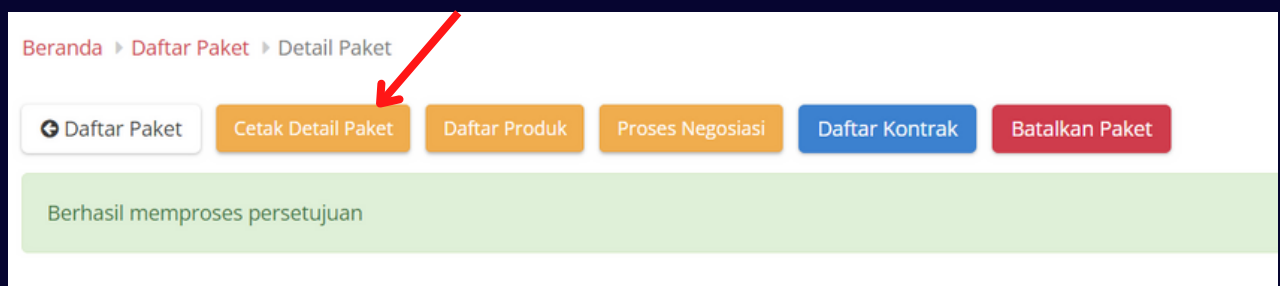 Beranda Daftar Paket Detail Paket
Daftar Paket Cetak Detail Paket Daftar Produk Proses Negosiasi Daftar Kontrak Batalkan Paket
Berhasil memproses persetujuan